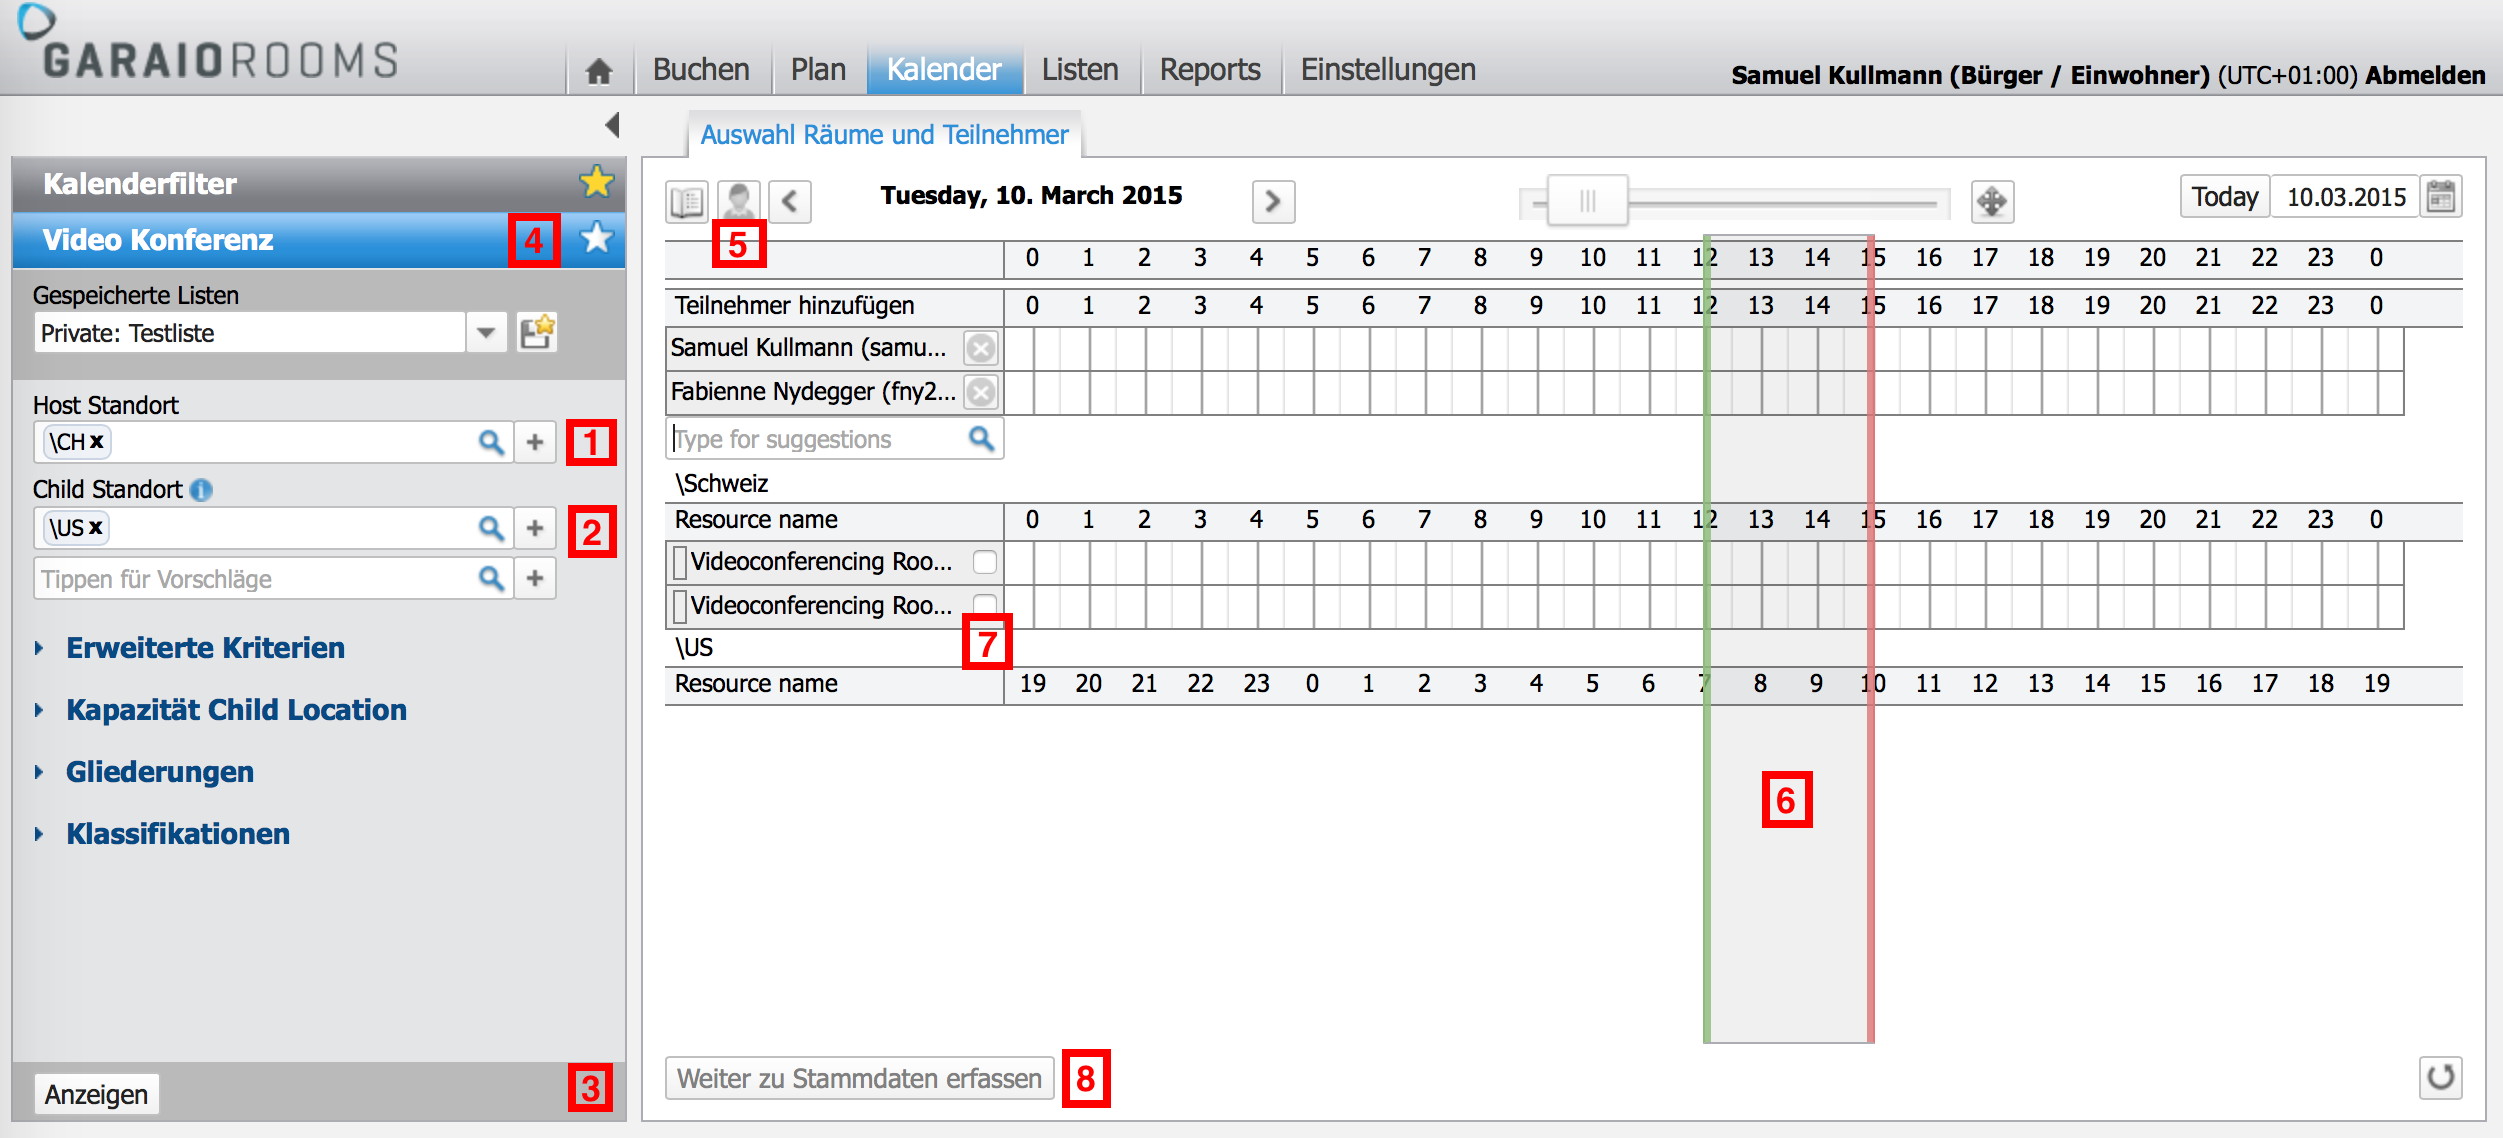 GARAIOROOMS
Buchen Plan Kalender Listen Reports Einstellungen
Samuel Kullmann (Bürger / Einwohner) (UTC+01:00) Abmelden
Kalenderfilter
Video Konferenz 4
Gespeicherte Listen
Private: Testliste
Host Standort
\CH x 1
Child Standort i
\US x 2
Tippen für Vorschläge
Erweiterte Kriterien
Kapazität Child Location
Gliederungen
Klassifikationen
Anzeigen 3
Auswahl Räume und Teilnehmer
Tuesday, 10. March 2015 Today 10.03.2015
5
0 1 2 3 4 5 6 7 8 9 10 11 12 13 14 15 16 17 18 19 20 21 22 23 0
Teilnehmer hinzufügen 0 1 2 3 4 5 6 7 8 9 10 11 12 13 14 15 16 17 18 19 20 21 22 23 0
Samuel Kullmann (samu...
Fabienne Nydegger (fny2...
Type for suggestions
\Schweiz
Resource name 0 1 2 3 4 5 6 7 8 9 10 11 12 13 14 15 16 17 18 19 20 21 22 23 0
Videoconferencing Roo...
Videoconferencing Roo...
7
\US
Resource name 19 20 21 22 23 0 1 2 3 4 5 6 7 8 9 10 11 12 13 14 15 16 17 18 19
6
Weiter zu Stammdaten erfassen 8